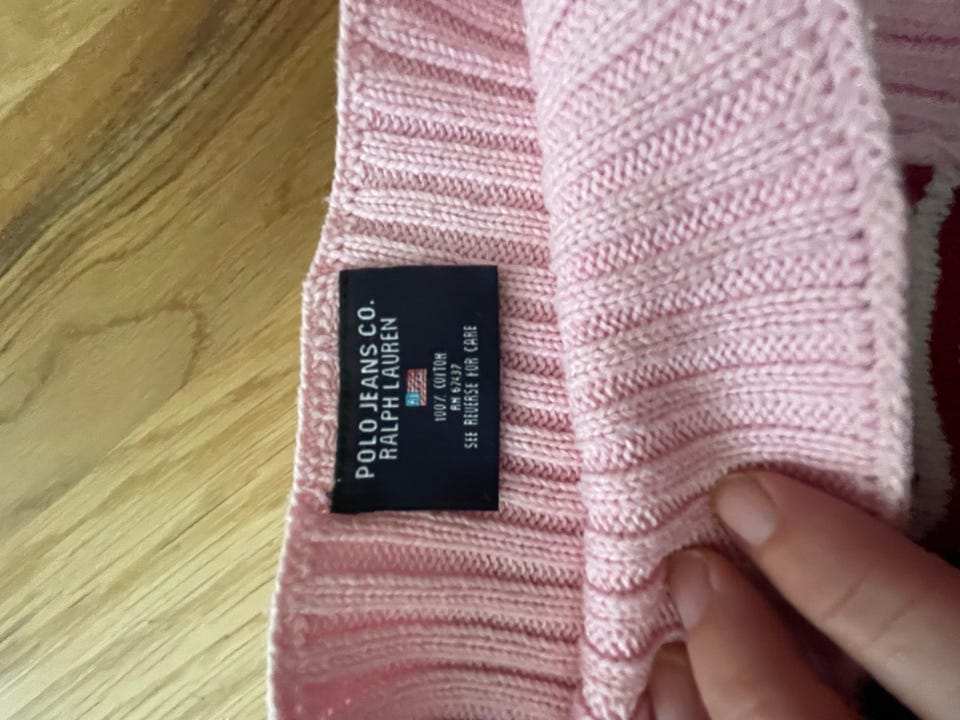 POLO JEANS CO.
RALPH LAUREN
100% COTTON
RN 67437
SEE REVERSE FOR CARE